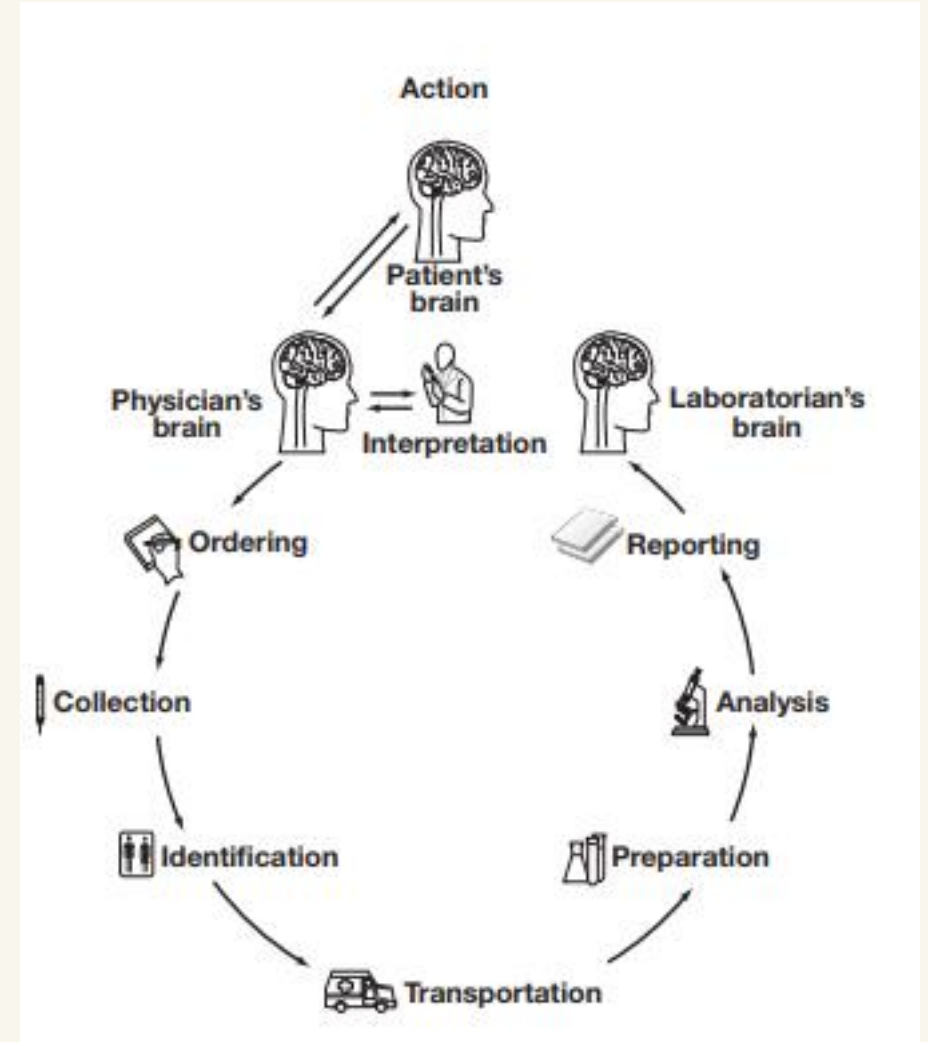 Action
Patient's
brain
Physician's
brain
Interpretation
Laboratorian's
brain
Ordering
Reporting
Collection
Analysis
Identification
Preparation
Transportation